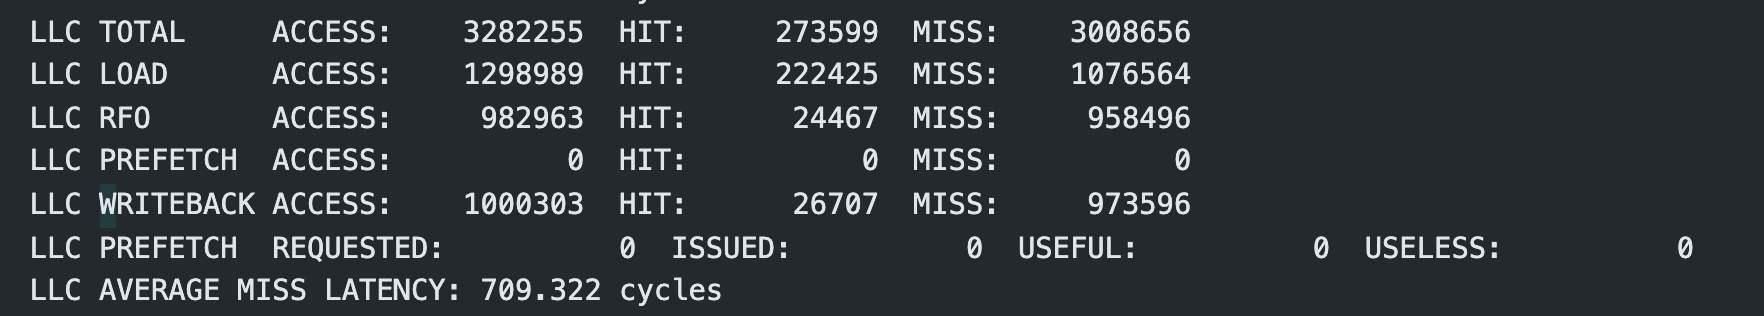 LLC TOTAL     ACCESS:    3282255  HIT:     273599  MISS:    3008656
LLC LOAD      ACCESS:    1298989  HIT:     222425  MISS:    1076564
LLC RFO       ACCESS:     982963  HIT:      24467  MISS:     958496
LLC PREFETCH  ACCESS:          0  HIT:          0  MISS:          0
LLC WRITEBACK ACCESS:    1000303  HIT:      26707  MISS:     973596
LLC PREFETCH  REQUESTED:          0  ISSUED:          0  USEFUL:          0  USELESS:          0
LLC AVERAGE MISS LATENCY: 709.322 cycles